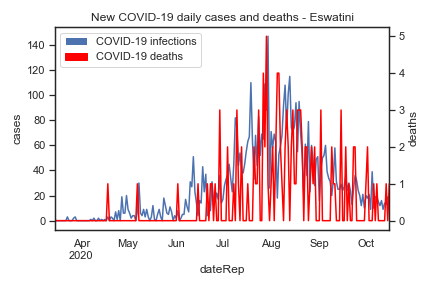 New COVID-19 daily cases and deaths - Eswatini
COVID-19 infections
COVID-19 deaths
cases
140
120
100
80
60
40
20
0
deaths
5
4
3
2
1
0
Apr
2020
May
Jun
Jul
Aug
Sep
Oct
dateRep